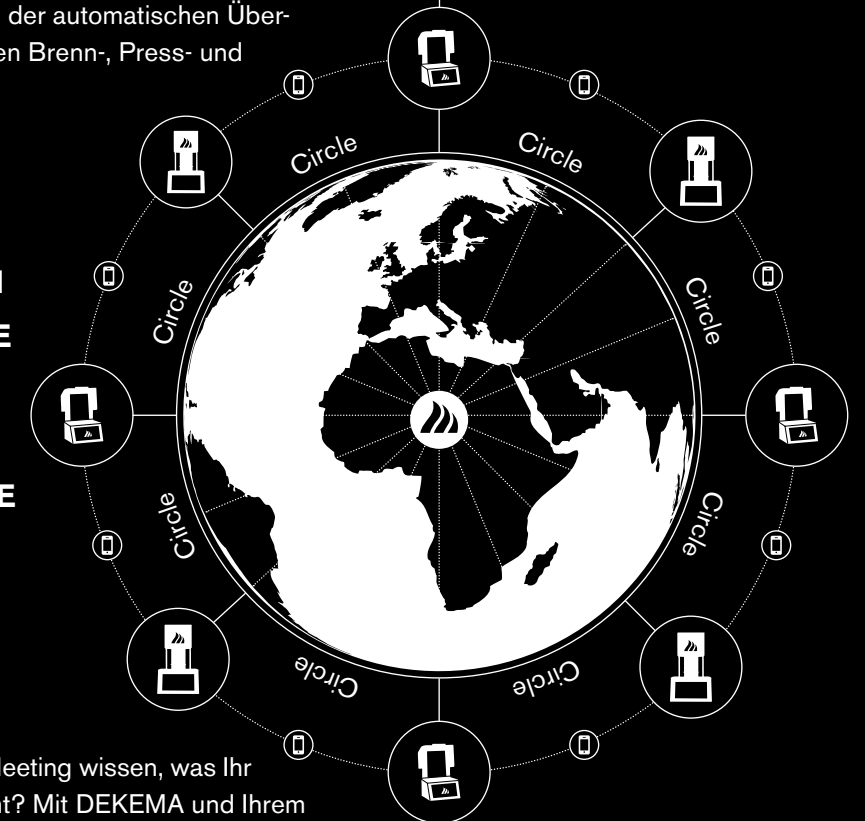 der automatischen Über-
en Brenn-, Press- und
Circle
Circle
Circle
Circle
E
Circle
Circle
E
Circle
Circle
eeting wissen, was Ihr
t? Mit DEKEMA und Ihrem